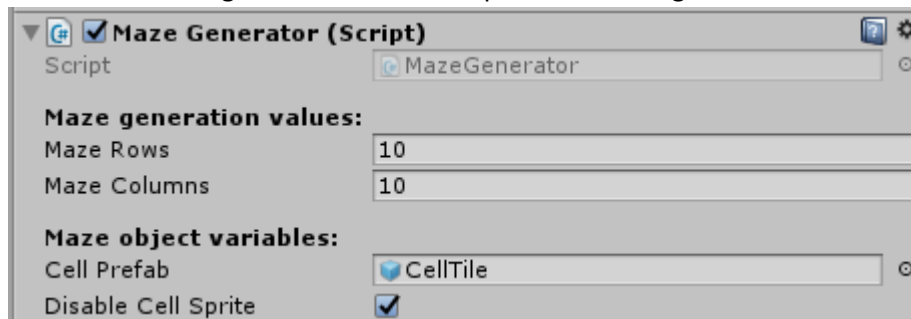 Maze Generator (Script)
Script MazeGenerator
Maze generation values:
Maze Rows 10
Maze Columns 10
Maze object variables:
Cell Prefab CellTile
Disable Cell Sprite